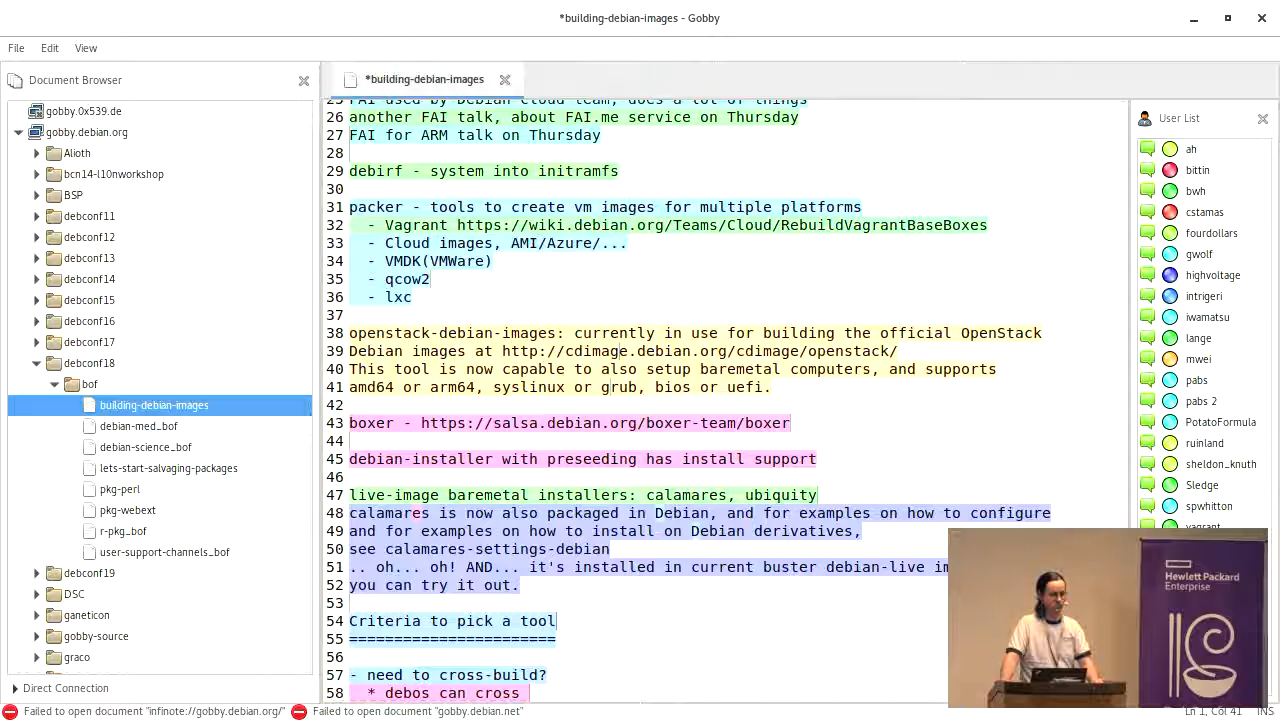 *building-debian-images - Gobby
File Edit View
Document Browser
gobby.0x539.de
gobby.debian.org
Alioth
bcn14-l10nworkshop
BSP
debconf11
debconf12
debconf13
debconf14
debconf15
debconf16
debconf17
debconf18
bof
building-debian-images
debian-med_bof
debian-science_bof
lets-start-salvaging-packages
pkg-perl
pkg-webext
r-pkg_bof
user-support-channels_bof
debconf19
DSC
ganeticon
gobby-source
graco
Direct Connection
*building-debian-images
25 FAI used by Debian Cloud team, does a lot of things
26 another FAI talk, about FAI.me service on Thursday
27 FAI for ARM talk on Thursday
28
29 debirf - system into initramfs
30
31 packer - tools to create vm images for multiple platforms
32 - Vagrant https://wiki.debian.org/Teams/Cloud/RebuildVagrantBaseBoxes
33 - Cloud images, AMI/Azure/...
34 - VMDK(VMWare)
35 - qcow2
36 - lxc
37
38 openstack-debian-images: currently in use for building the official OpenStack
39 Debian images at http://cdimage.debian.org/cdimage/openstack/
40 This tool is now capable to also setup baremetal computers, and supports
41 amd64 or arm64, syslinux or grub, bios or uefi.
42
43 boxer - https://salsa.debian.org/boxer-team/boxer
44
45 debian-installer with preseeding has install support
46
47 live-image baremetal installers: calamares, ubiquity
48 calamares is now also packaged in Debian, and for examples on how to configure
49 and for examples on how to install on Debian derivatives,
50 see calamares-settings-debian
51 .. oh... oh! AND... it's installed in current buster debian-live im
52 you can try it out.
53
54 Criteria to pick a tool
55 =======================
56
57 - need to cross-build?
58 * debos can cross
User List
ah
bittin
bwh
cstamas
fourdollars
gwolf
highvoltage
intrigeri
iwamatsu
lange
mwei
pabs
pabs 2
PotatoFormula
ruinland
sheldon_knuth
Sledge
spwhitton
vagrant
Hewlett Packard
Enterprise
Failed to open document "infinote://gobby.debian.org/" Failed to open document "gobby.debian.net"
Ln 1, Col 41 INS